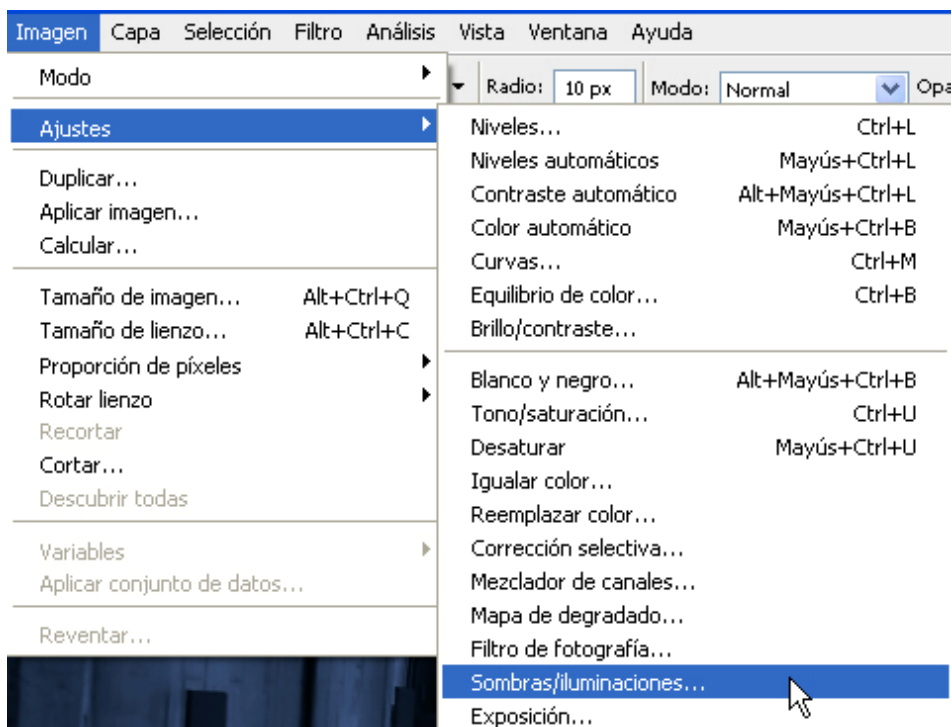 Imagen Capa Selección Filtro Análisis Vista Ventana Ayuda
Radio: 10 px Modo: Normal
Modo
Ajustes
Duplicar...
Aplicar imagen...
Calcular...
Tamaño de imagen... Alt+Ctrl+Q
Tamaño de lienzo... Alt+Ctrl+C
Proporción de píxeles
Rotar lienzo
Recortar
Cortar...
Descubrir todas
Variables
Aplicar conjunto de datos...
Reventar...
Niveles... Ctrl+L
Niveles automáticos Mayús+Ctrl+L
Contraste automático Alt+Mayús+Ctrl+L
Color automático Mayús+Ctrl+B
Curvas... Ctrl+M
Equilibrio de color... Ctrl+B
Brillo/contraste...
Blanco y negro... Alt+Mayús+Ctrl+B
Tono/saturación... Ctrl+U
Desaturar Mayús+Ctrl+U
Igualar color...
Reemplazar color...
Corrección selectiva...
Mezclador de canales...
Mapa de degradado...
Filtro de fotografía...
Sombras/iluminaciones...
Exposición...